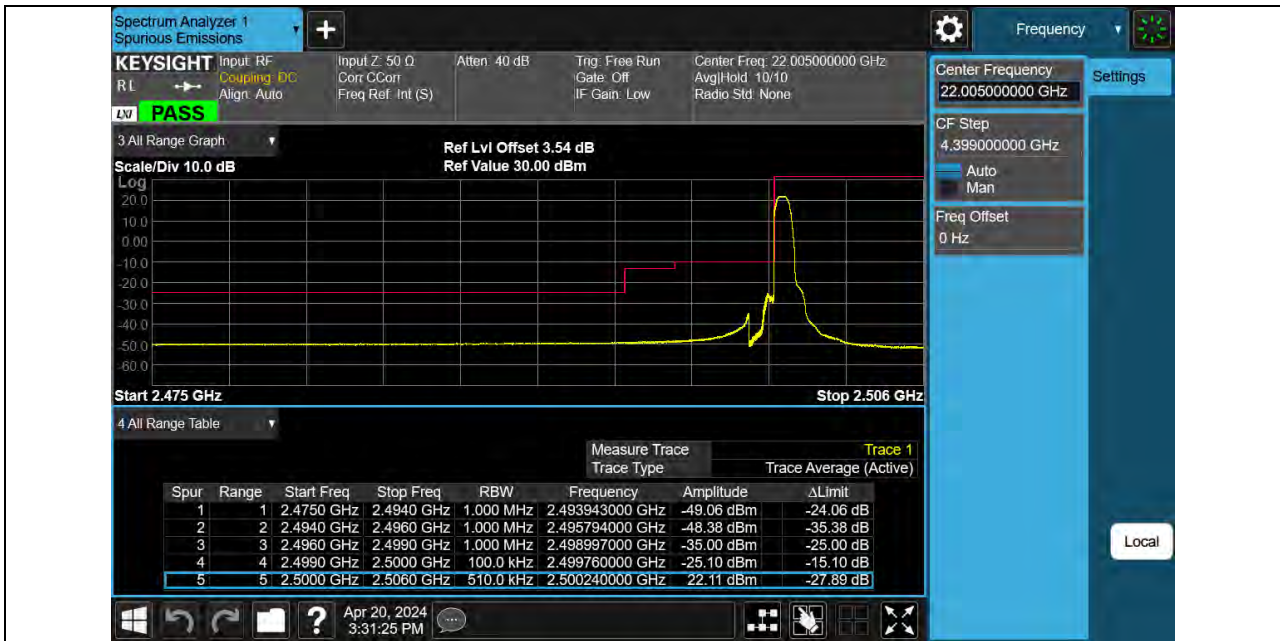 Spectrum Analyzer 1
Spurious Emissions
Frequency
KEYSIGHT Input: RF Input Z: 50 Ω Atten: 40 dB Trig: Free Run Center Freq: 22.005000000 GHz
RL Coupling: DC Corr CCorr Gate: Off Avg|Hold: 10/10
Align: Auto Freq Ref: Int (S) IF Gain: Low Radio Std: None
LXI PASS
Center Frequency
22.005000000 GHz
Settings
CF Step
4.399000000 GHz
Auto
Man
Freq Offset
0 Hz
3 All Range Graph
Ref Lvl Offset 3.54 dB
Scale/Div 10.0 dB Ref Value 30.00 dBm
Log
20.0
10.0
0.00
-10.0
-20.0
-30.0
-40.0
-50.0
-60.0
Start 2.475 GHz Stop 2.506 GHz
4 All Range Table
Measure Trace Trace 1
Trace Type Trace Average (Active)
Spur Range Start Freq Stop Freq RBW Frequency Amplitude ΔLimit
1 1 2.4750 GHz 2.4940 GHz 1.000 MHz 2.493943000 GHz -49.06 dBm -24.06 dB
2 2 2.4940 GHz 2.4960 GHz 1.000 MHz 2.495794000 GHz -48.38 dBm -35.38 dB
3 3 2.4960 GHz 2.4990 GHz 1.000 MHz 2.498997000 GHz -35.00 dBm -25.00 dB
4 4 2.4990 GHz 2.5000 GHz 100.0 kHz 2.499760000 GHz -25.10 dBm -15.10 dB
5 5 2.5000 GHz 2.5060 GHz 510.0 kHz 2.500240000 GHz 22.11 dBm -27.89 dB
Local
? Apr 20, 2024
3:31:25 PM